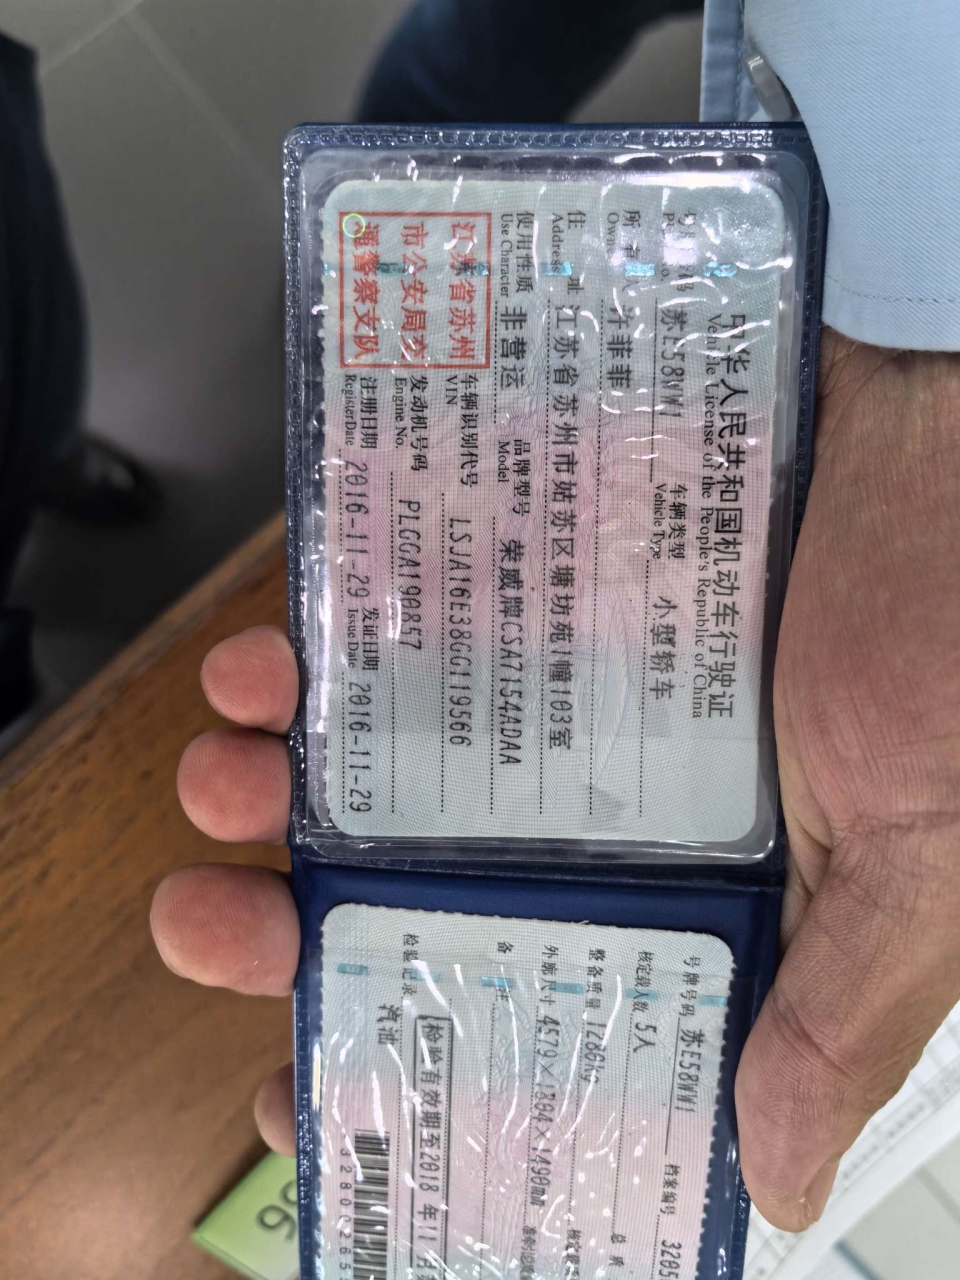 中华人民共和国机动车行驶证
Vehicle License of the People's Republic of China
号牌号码 苏E58WW1 车辆类型 小型轿车
Vehicle Type
所有人 许菲菲
Owner
住址 江苏省苏州市姑苏区塘坊苑1幢103室
Address
使用性质 非营运 品牌型号 荣威牌CSA7154ADAA
Use Character Model
江苏省苏州
市公安局交
通警察支队
车辆识别代号 LSJA16E38GG119566
VIN
发动机号码 PLGGA190857
Engine No.
注册日期 2016-11-29 发证日期 2016-11-29
Register Date Issue Date
号牌号码 苏E58WW1 档案编号 3205
核定载人数 5人 总质
整备质量 1286kg 核定载质
外廓尺寸 4579×1804×1490mm
备注
检验有效期至2018年11月
检验记录 汽油